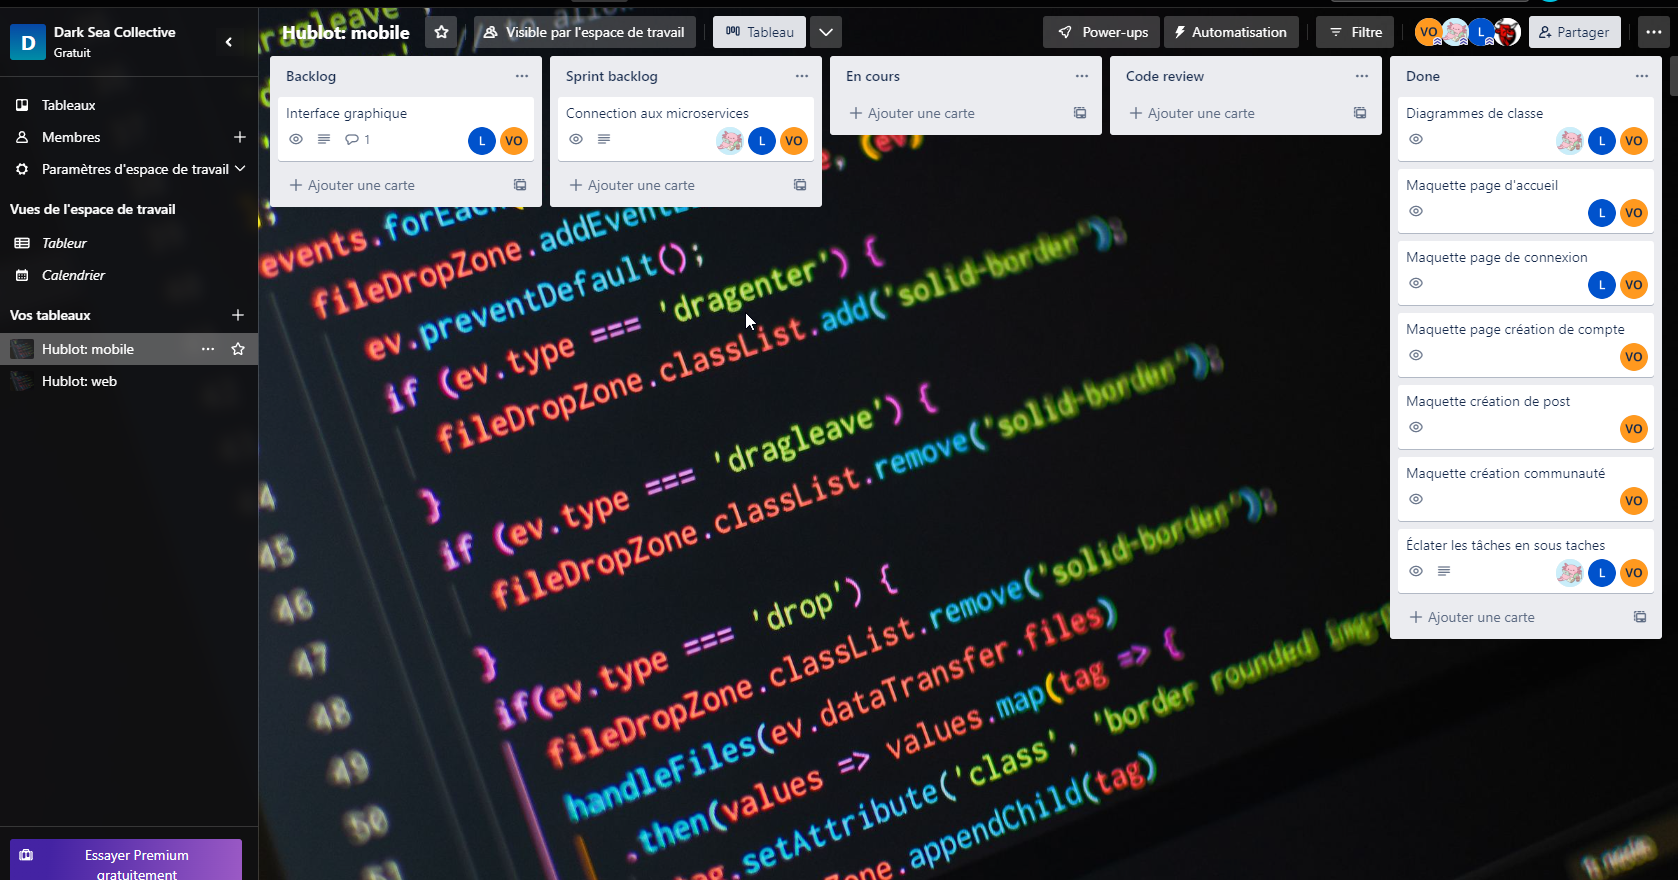 D
Dark Sea Collective
Gratuit
Tableaux
Membres
Paramètres d'espace de travail
Vues de l'espace de travail
Tableur
Calendrier
Vos tableaux
Hublot: mobile
Hublot: web
Essayer Premium
gratuitement
Hublot: mobile
Visible par l'espace de travail
Tableau
Power-ups
Automatisation
Filtre
VO
L
Partager
Backlog
Interface graphique
1
L
VO
Ajouter une carte
Sprint backlog
Connection aux microservices
L
VO
Ajouter une carte
En cours
Ajouter une carte
Code review
Ajouter une carte
Done
Diagrammes de classe
L
VO
Maquette page d'accueil
L
VO
Maquette page de connexion
L
VO
Maquette page création de compte
VO
Maquette création de post
VO
Maquette création communauté
VO
Éclater les tâches en sous taches
L
VO
Ajouter une carte
events.forEach(
fileDropZone.addEventL
ev.preventDefault();
if (ev.type === 'dragenter') {
fileDropZone.classList.add('solid-border');
}
if (ev.type === 'dragleave') {
45
fileDropZone.classList.remove('solid-border');
46
}
47
if(ev.type === 'drop') {
48
fileDropZone.classList.remove('solid-border');
49
handleFiles(ev.dataTransfer.files)
50
.then(values => values.map(tag => {
tag.setAttribute('class', 'border rounded img-
Zone.appendChild(tag)